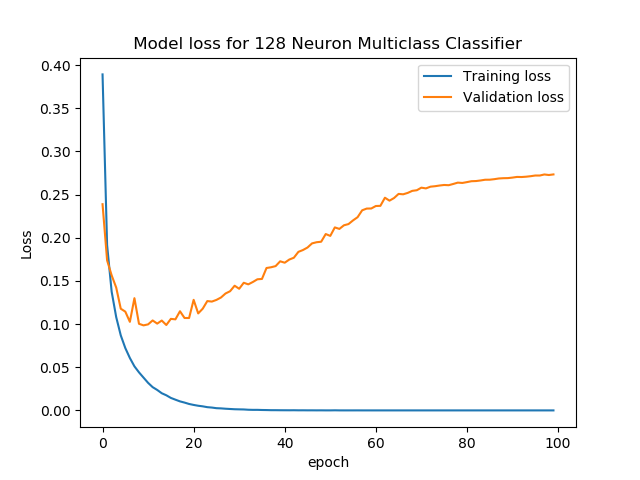 Model loss for 128 Neuron Multiclass Classifier
Training loss
Validation loss
0.40
0.35
0.30
0.25
0.20
0.15
0.10
0.05
0.00
Loss
0 20 40 60 80 100
epoch